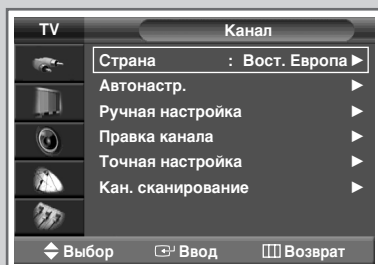 TV Канал
Страна : Вост. Европа ►
Автонастр. ►
Ручная настройка ►
Правка канала ►
Точная настройка ►
Кан. сканирование ►
Выбор Ввод Возврат